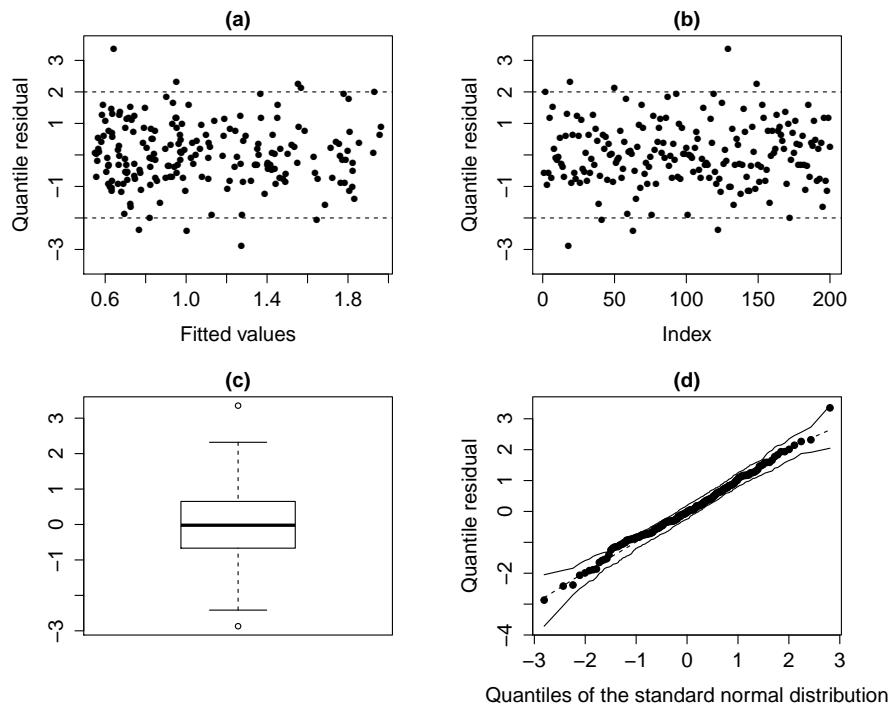 (a)
Quantile residual
3
2
1
−1
−3
0.6 1.0 1.4 1.8
Fitted values
(b)
Quantile residual
3
2
1
−1
−3
0 50 100 150 200
Index
(c)
3
2
1
0
−1
−3
(d)
Quantile residual
3
2
1
0
−2
−4
−3 −2 −1 0 1 2 3
Quantiles of the standard normal distribution